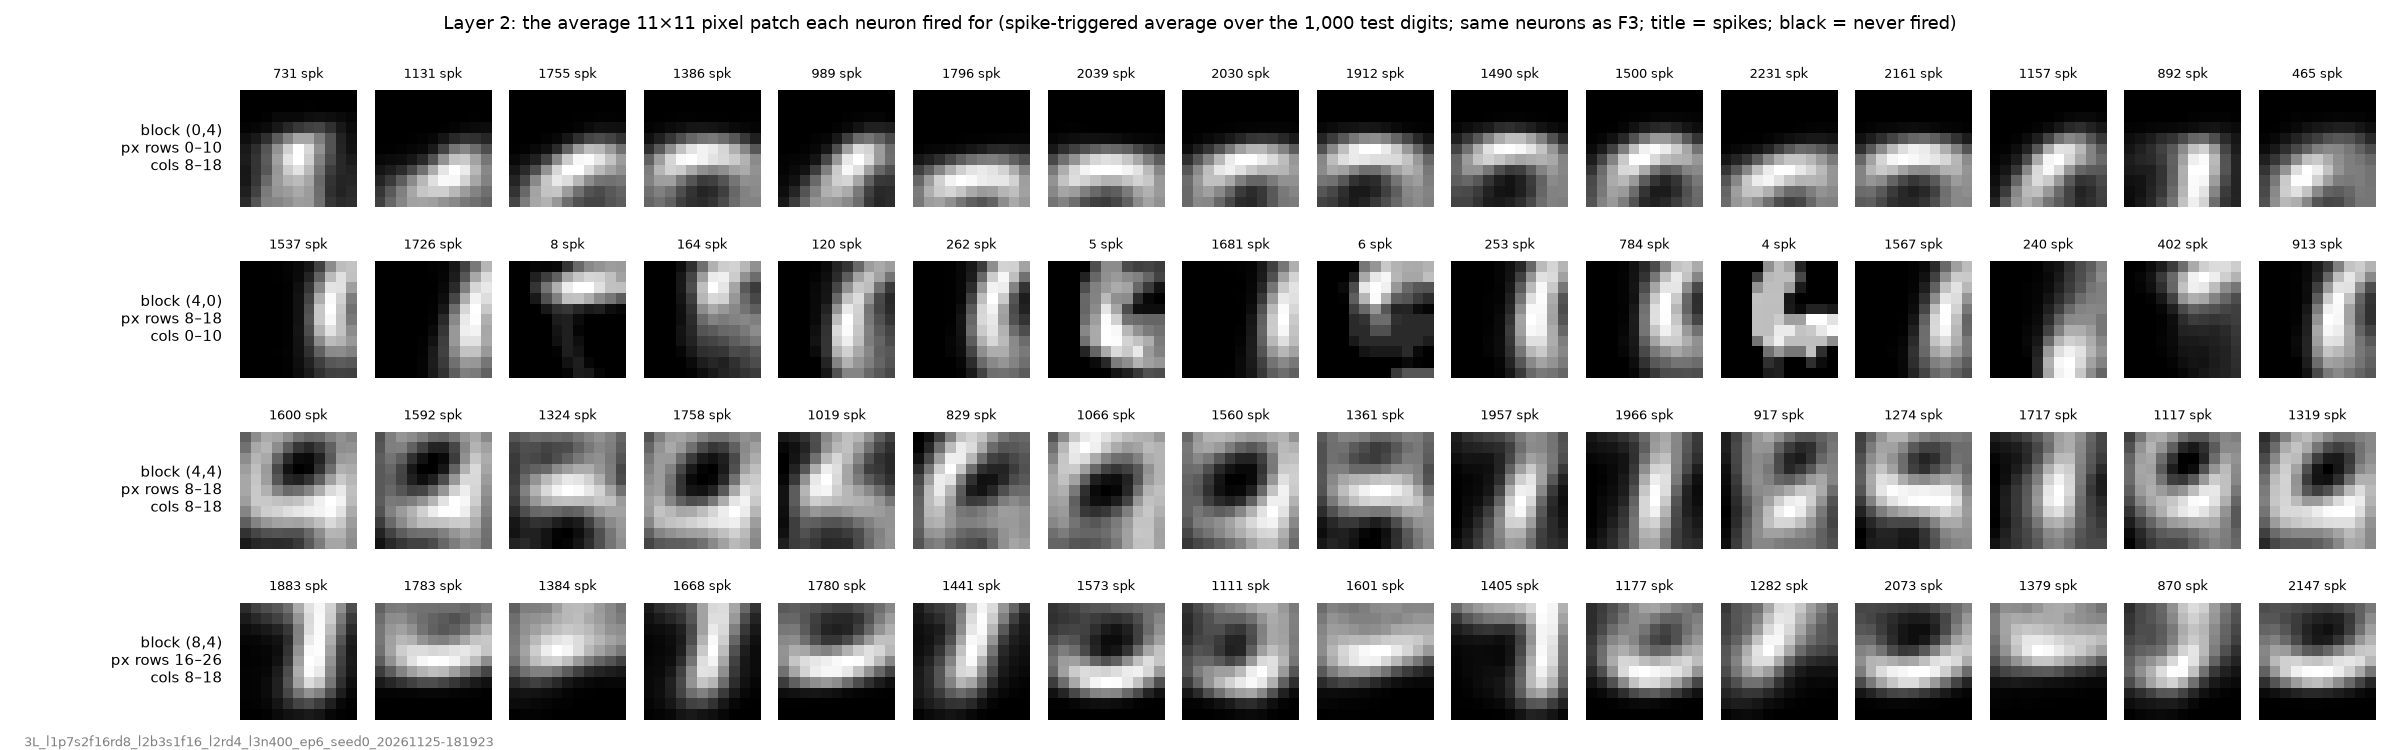 Layer 2: the average 11×11 pixel patch each neuron fired for (spike-triggered average over the 1,000 test digits; same neurons as F3; title = spikes; black = never fired)
731 spk 1131 spk 1755 spk 1386 spk 989 spk 1796 spk 2039 spk 2030 spk 1912 spk 1490 spk 1500 spk 2231 spk 2161 spk 1157 spk 892 spk 465 spk
block (0,4)
px rows 0–10
cols 8–18
1537 spk 1726 spk 8 spk 164 spk 120 spk 262 spk 5 spk 1681 spk 6 spk 253 spk 784 spk 4 spk 1567 spk 240 spk 402 spk 913 spk
block (4,0)
px rows 8–18
cols 0–10
1600 spk 1592 spk 1324 spk 1758 spk 1019 spk 829 spk 1066 spk 1560 spk 1361 spk 1957 spk 1966 spk 917 spk 1274 spk 1717 spk 1117 spk 1319 spk
block (4,4)
px rows 8–18
cols 8–18
1883 spk 1783 spk 1384 spk 1668 spk 1780 spk 1441 spk 1573 spk 1111 spk 1601 spk 1405 spk 1177 spk 1282 spk 2073 spk 1379 spk 870 spk 2147 spk
block (8,4)
px rows 16–26
cols 8–18
3L_l1p7s2f16rd8_l2b3s1f16_l2rd4_l3n400_ep6_seed0_20261125-181923